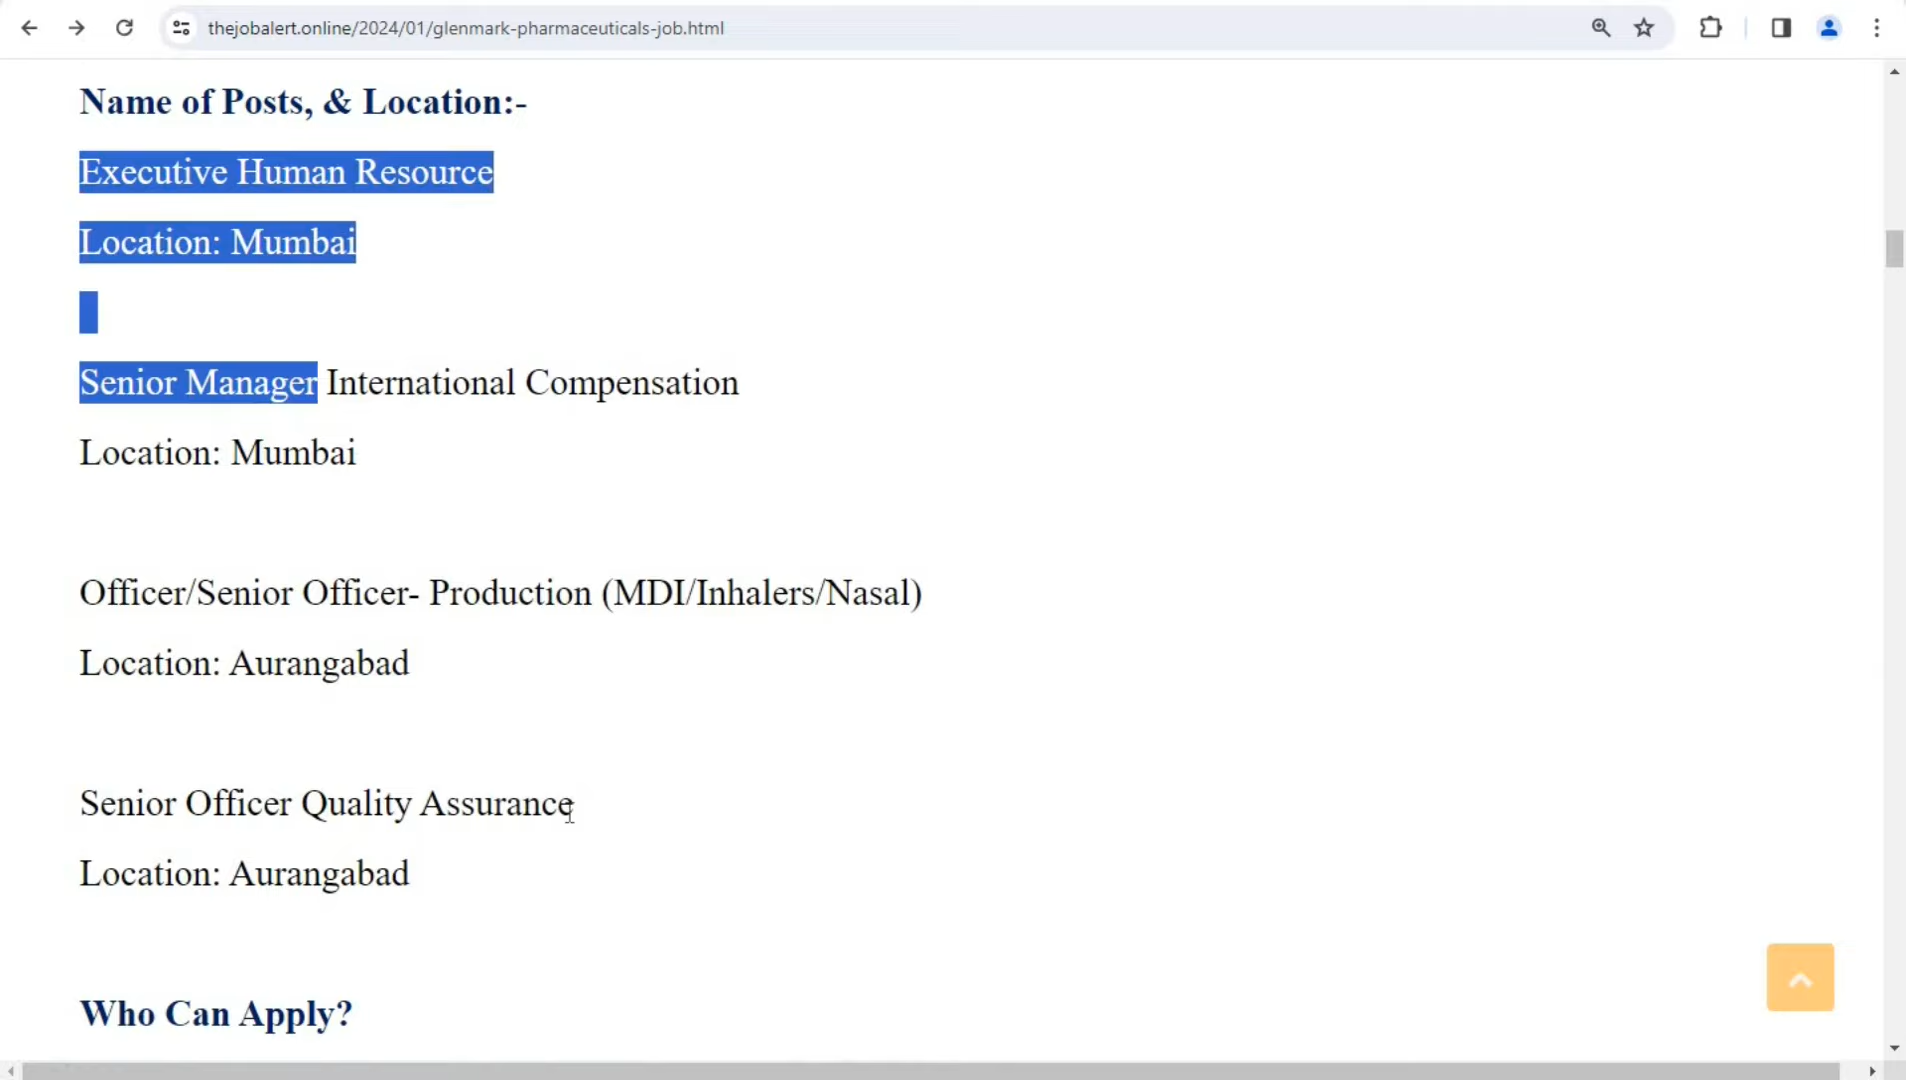 thejobalert.online/2024/01/glenmark-pharmaceuticals-job.html
Name of Posts, & Location:-
Executive Human Resource
Location: Mumbai
Senior Manager International Compensation
Location: Mumbai
Officer/Senior Officer- Production (MDI/Inhalers/Nasal)
Location: Aurangabad
Senior Officer Quality Assurance
Location: Aurangabad
Who Can Apply?